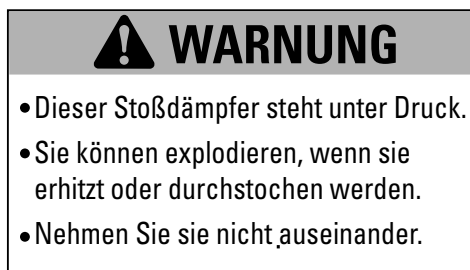 WARNUNG
• Dieser Stoßdämpfer steht unter Druck.
• Sie können explodieren, wenn sie
erhitzt oder durchstochen werden.
• Nehmen Sie sie nicht auseinander.